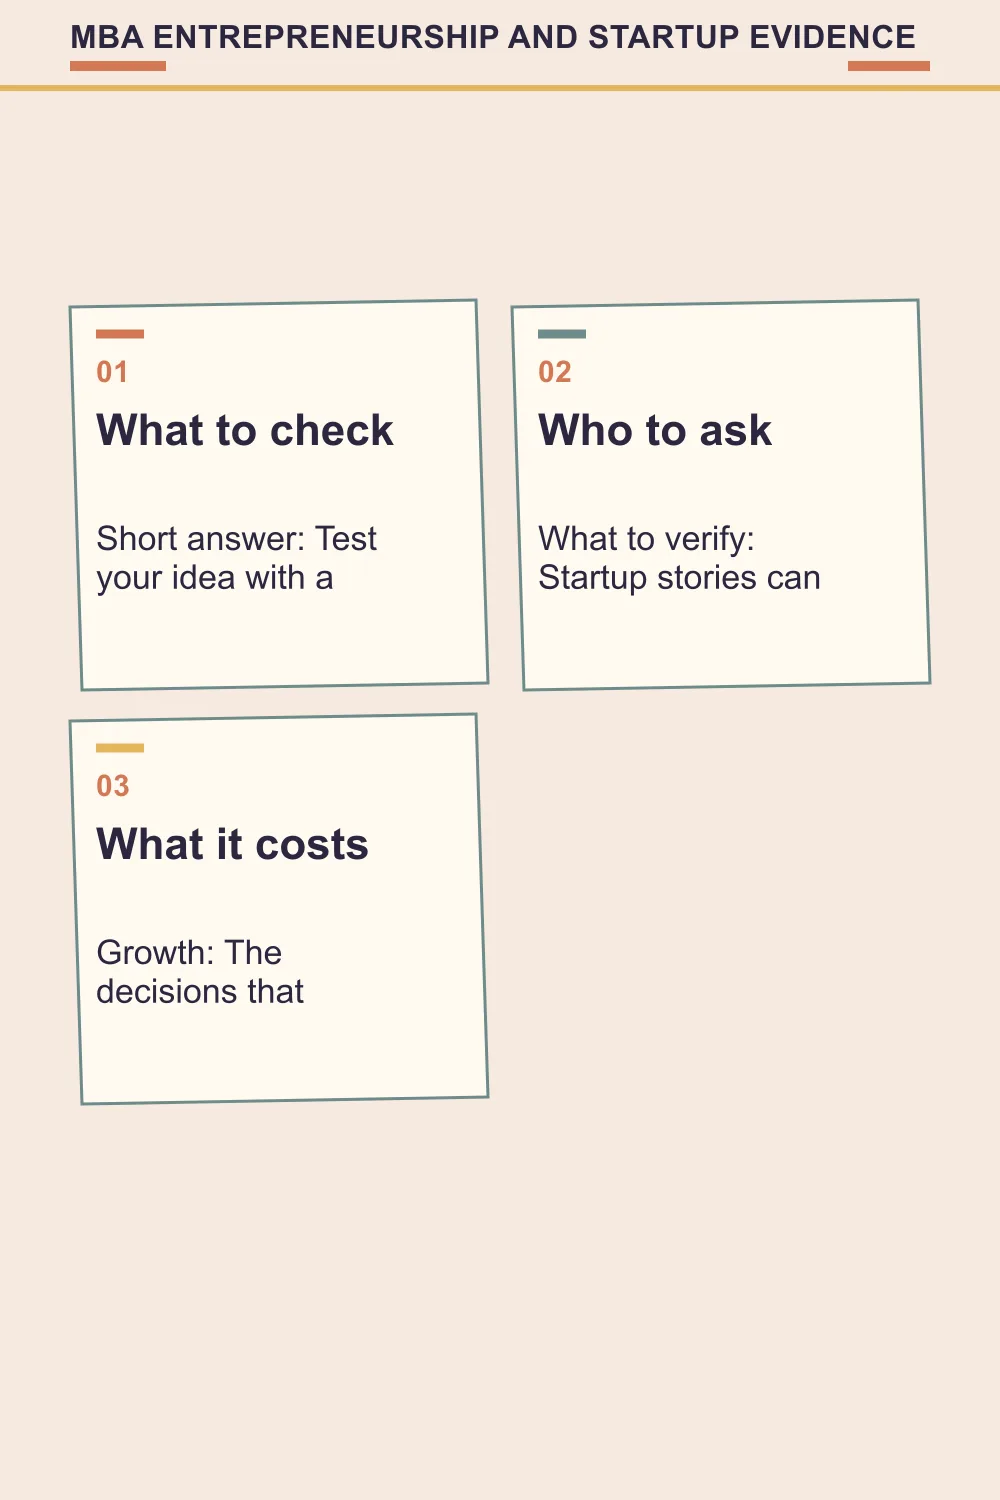 MBA ENTREPRENEURSHIP AND STARTUP EVIDENCE
01
What to check
Short answer: Test
your idea with a
02
Who to ask
What to verify:
Startup stories can
03
What it costs
Growth: The
decisions that